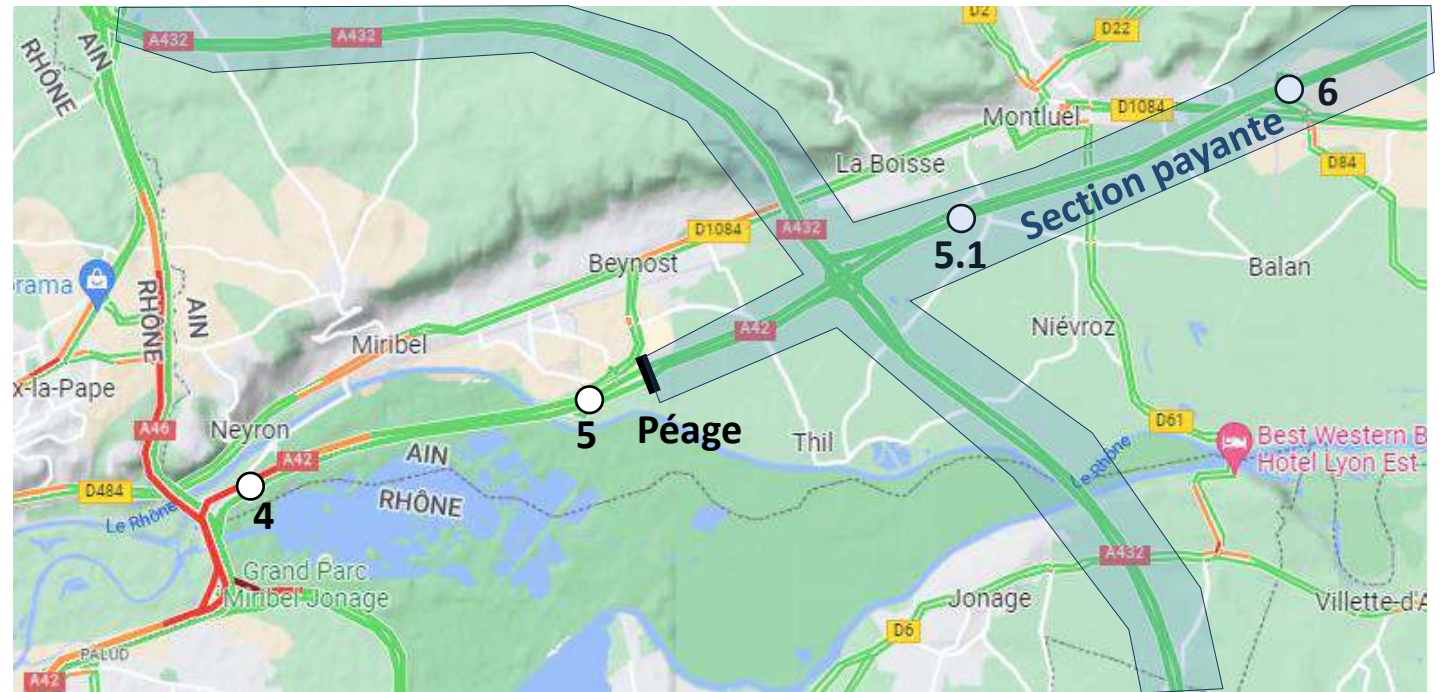 A432
A432
D2
D22
AIN
RHÔNE
6
Montluel
D1084
Section payante
D84
La Boisse
D1084
A432
5.1
Balan
Beynost
rama
RHÔNE
AIN
A42
Niévroz
Miribel
x-la-Pape
A46
Neyron
5
Péage
Thil
D61
Best Western B
Hotel Lyon Est
Le Rhône
A42
AIN
RHÔNE
D484
Le Rhône
4
A432
Grand Parc
Miribel Jonage
Jonage
Villette-d'A
D6
PALUD
A42